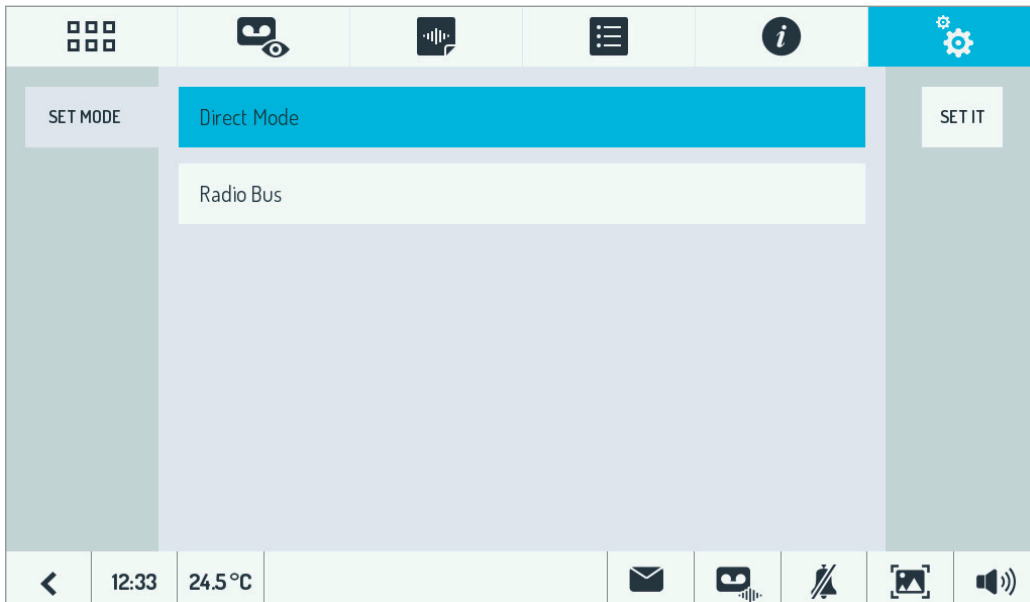 SET MODE
Direct Mode
SET IT
Radio Bus
12:33
24.5 °C